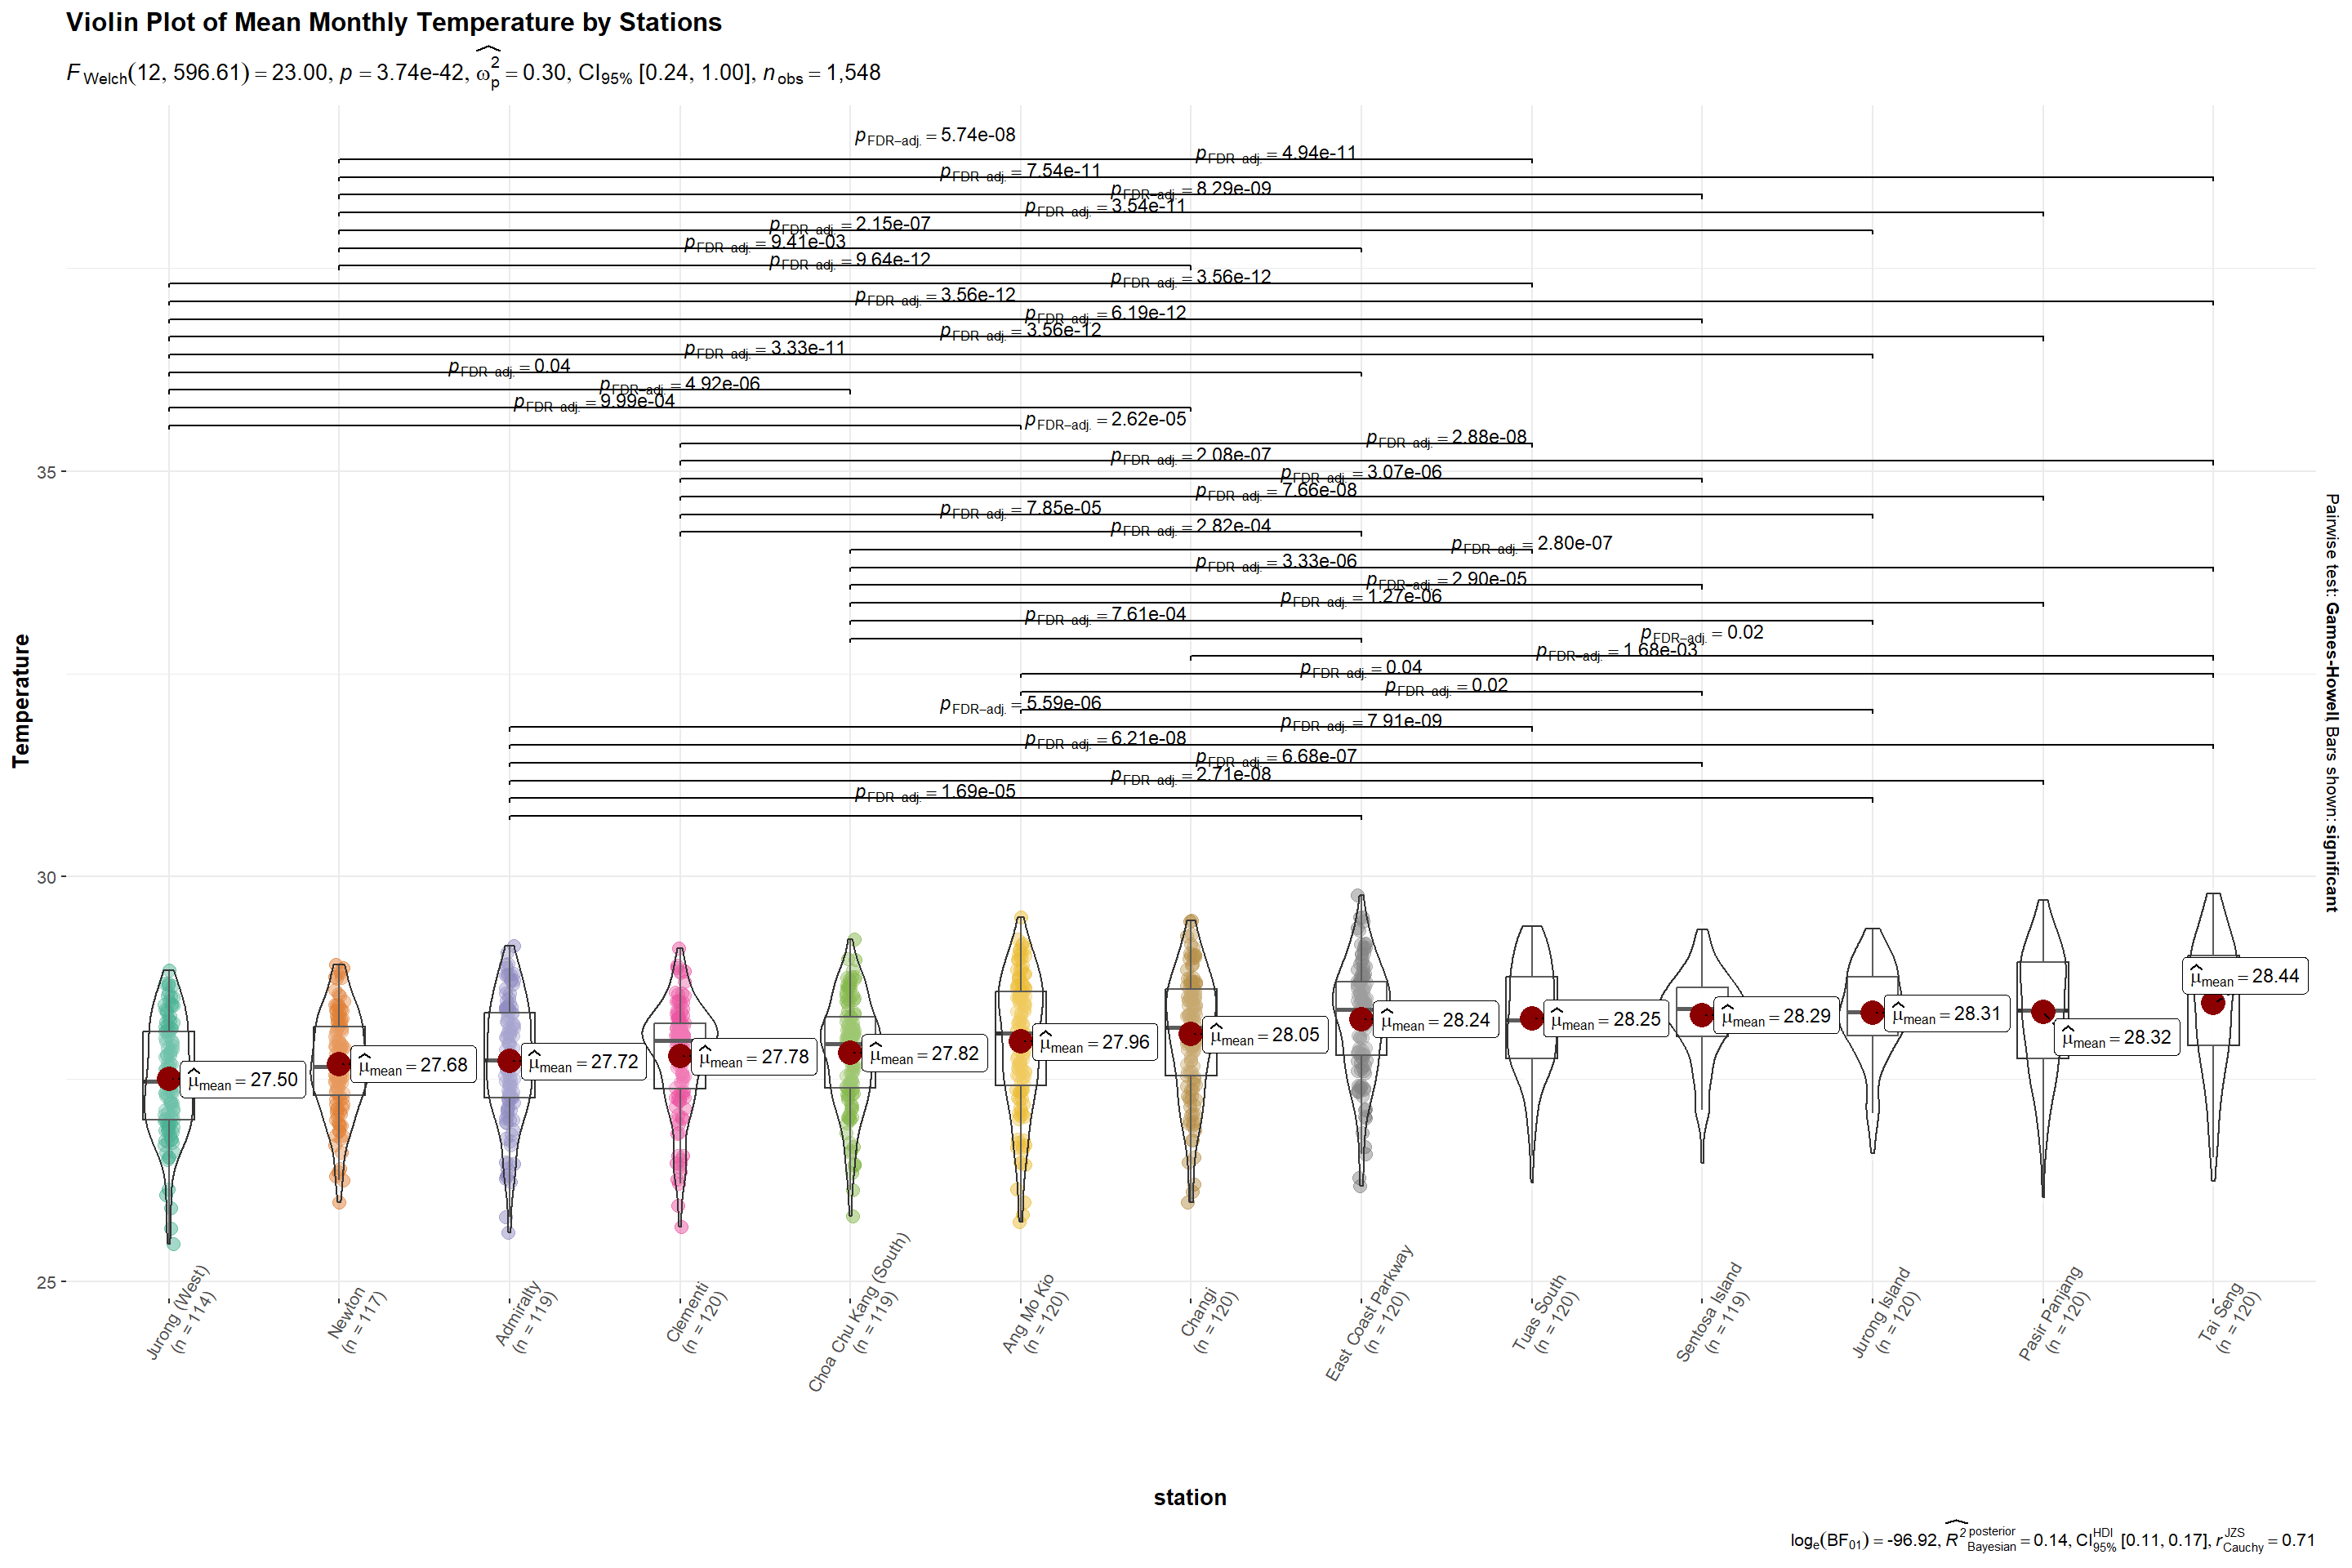 Violin Plot of Mean Monthly Temperature by Stations
F Welch(12, 596.61) = 23.00, p = 3.74e-42, ω̂²p = 0.30, CI95% [0.24, 1.00], nobs = 1,548
pFDR–adj. = 5.74e-08
pFDR–adj. = 4.94e-11
pFDR–adj. = 7.54e-11
pFDR–adj. = 8.29e-09
pFDR–adj. = 3.54e-11
pFDR–adj. = 2.15e-07
pFDR–adj. = 9.41e-03
pFDR–adj. = 9.64e-12
pFDR–adj. = 3.56e-12
pFDR–adj. = 3.56e-12
pFDR–adj. = 6.19e-12
pFDR–adj. = 3.56e-12
pFDR–adj. = 3.33e-11
pFDR–adj. = 0.04
pFDR–adj. = 4.92e-06
pFDR–adj. = 9.99e-04
pFDR–adj. = 2.62e-05
pFDR–adj. = 2.88e-08
pFDR–adj. = 2.08e-07
pFDR–adj. = 3.07e-06
pFDR–adj. = 7.66e-08
pFDR–adj. = 7.85e-05
pFDR–adj. = 2.82e-04
pFDR–adj. = 2.80e-07
pFDR–adj. = 3.33e-06
pFDR–adj. = 2.90e-05
pFDR–adj. = 1.27e-06
pFDR–adj. = 7.61e-04
pFDR–adj. = 0.02
pFDR–adj. = 1.68e-03
pFDR–adj. = 0.04
pFDR–adj. = 0.02
pFDR–adj. = 5.59e-06
pFDR–adj. = 7.91e-09
pFDR–adj. = 6.21e-08
pFDR–adj. = 6.68e-07
pFDR–adj. = 2.71e-08
pFDR–adj. = 1.69e-05
35
30
25
Temperature
Pairwise test: Games-Howell, Bars shown: significant
μ̂mean = 27.50
μ̂mean = 27.68
μ̂mean = 27.72
μ̂mean = 27.78
μ̂mean = 27.82
μ̂mean = 27.96
μ̂mean = 28.05
μ̂mean = 28.24
μ̂mean = 28.25
μ̂mean = 28.29
μ̂mean = 28.31
μ̂mean = 28.32
μ̂mean = 28.44
Jurong (West)
(n = 114)
Newton
(n = 117)
Admiralty
(n = 119)
Clementi
(n = 120)
Choa Chu Kang (South)
(n = 119)
Ang Mo Kio
(n = 120)
Changi
(n = 120)
East Coast Parkway
(n = 120)
Tuas South
(n = 120)
Sentosa Island
(n = 119)
Jurong Island
(n = 120)
Pasir Panjang
(n = 120)
Tai Seng
(n = 120)
station
loge(BF01) = -96.92, R̂² posterior Bayesian = 0.14, CI HDI 95% [0.11, 0.17], r JZS Cauchy = 0.71